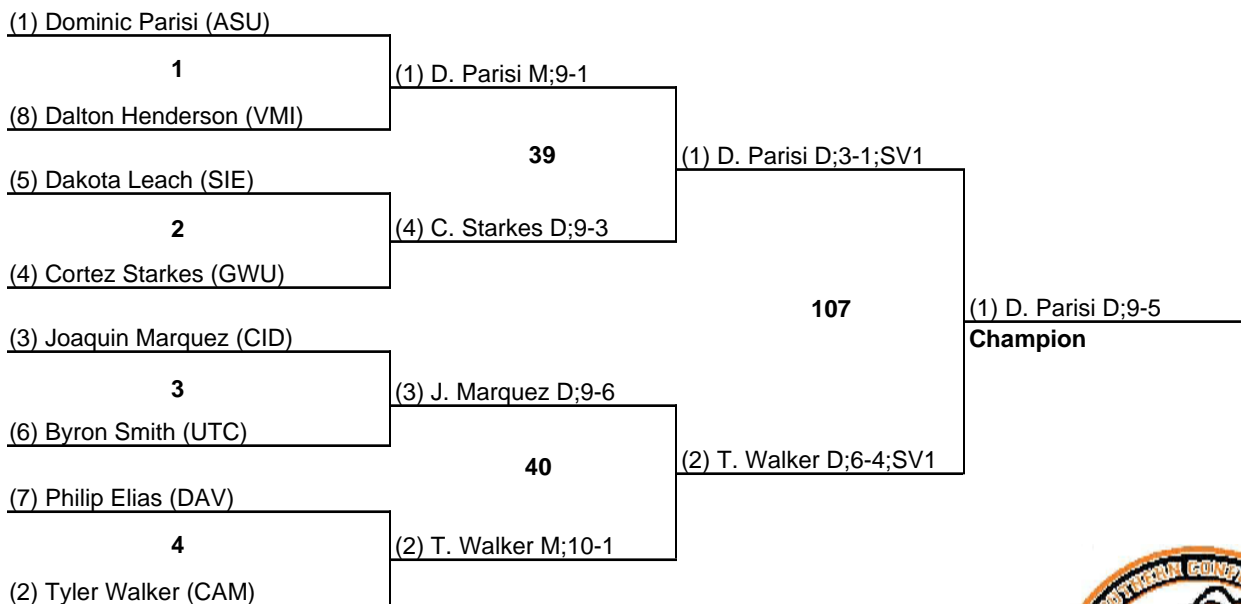 (1) Dominic Parisi (ASU)
1
(1) D. Parisi M;9-1
(8) Dalton Henderson (VMI)
39
(1) D. Parisi D;3-1;SV1
(5) Dakota Leach (SIE)
2
(4) C. Starkes D;9-3
(4) Cortez Starkes (GWU)
107
(1) D. Parisi D;9-5
Champion
(3) Joaquin Marquez (CID)
3
(3) J. Marquez D;9-6
(6) Byron Smith (UTC)
40
(2) T. Walker D;6-4;SV1
(7) Philip Elias (DAV)
4
(2) T. Walker M;10-1
(2) Tyler Walker (CAM)